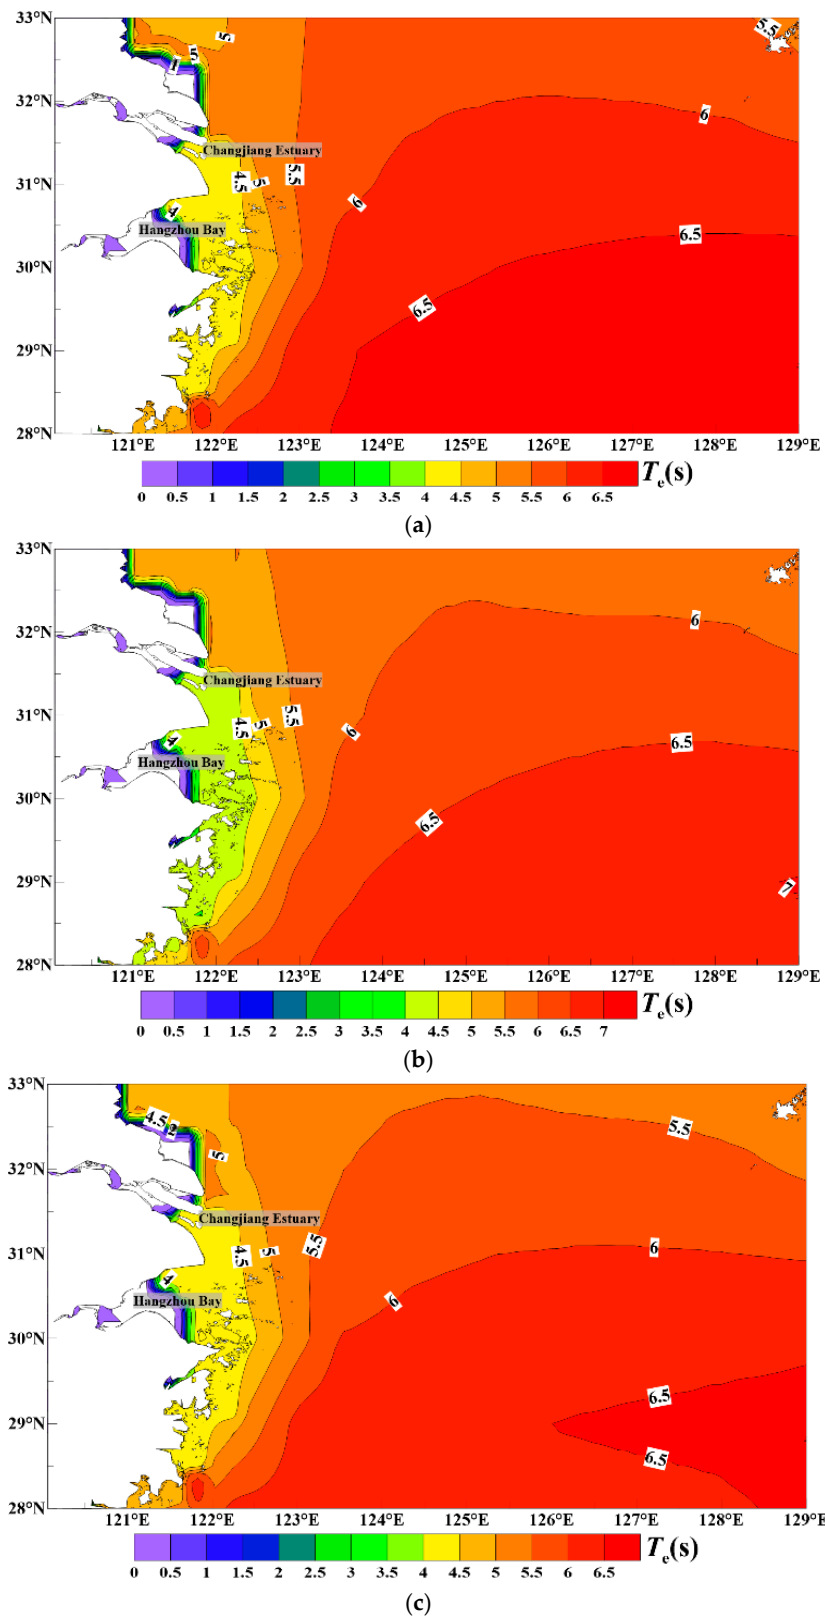 33°N
5
5.5
5
1
32°N
6
Changjiang Estuary
31°N
4.5
5
5.5
6
4
Hangzhou Bay
6.5
30°N
6.5
29°N
28°N
121°E 122°E 123°E 124°E 125°E 126°E 127°E 128°E 129°E
0 0.5 1 1.5 2 2.5 3 3.5 4 4.5 5 5.5 6 6.5
Te(s)
(a)
33°N
32°N
6
Changjiang Estuary
31°N
4.5
5
5.5
6
4
Hangzhou Bay
6.5
30°N
6.5
29°N
7
28°N
121°E 122°E 123°E 124°E 125°E 126°E 127°E 128°E 129°E
0 0.5 1 1.5 2 2.5 3 3.5 4 4.5 5 5.5 6 6.5 7
Te(s)
(b)
33°N
4.5
2
5.5
32°N
5
Changjiang Estuary
31°N
4.5
5
5.5
6
4
Hangzhou Bay
6
30°N
6.5
29°N
6.5
28°N
121°E 122°E 123°E 124°E 125°E 126°E 127°E 128°E 129°E
0 0.5 1 1.5 2 2.5 3 3.5 4 4.5 5 5.5 6 6.5
Te(s)
(c)